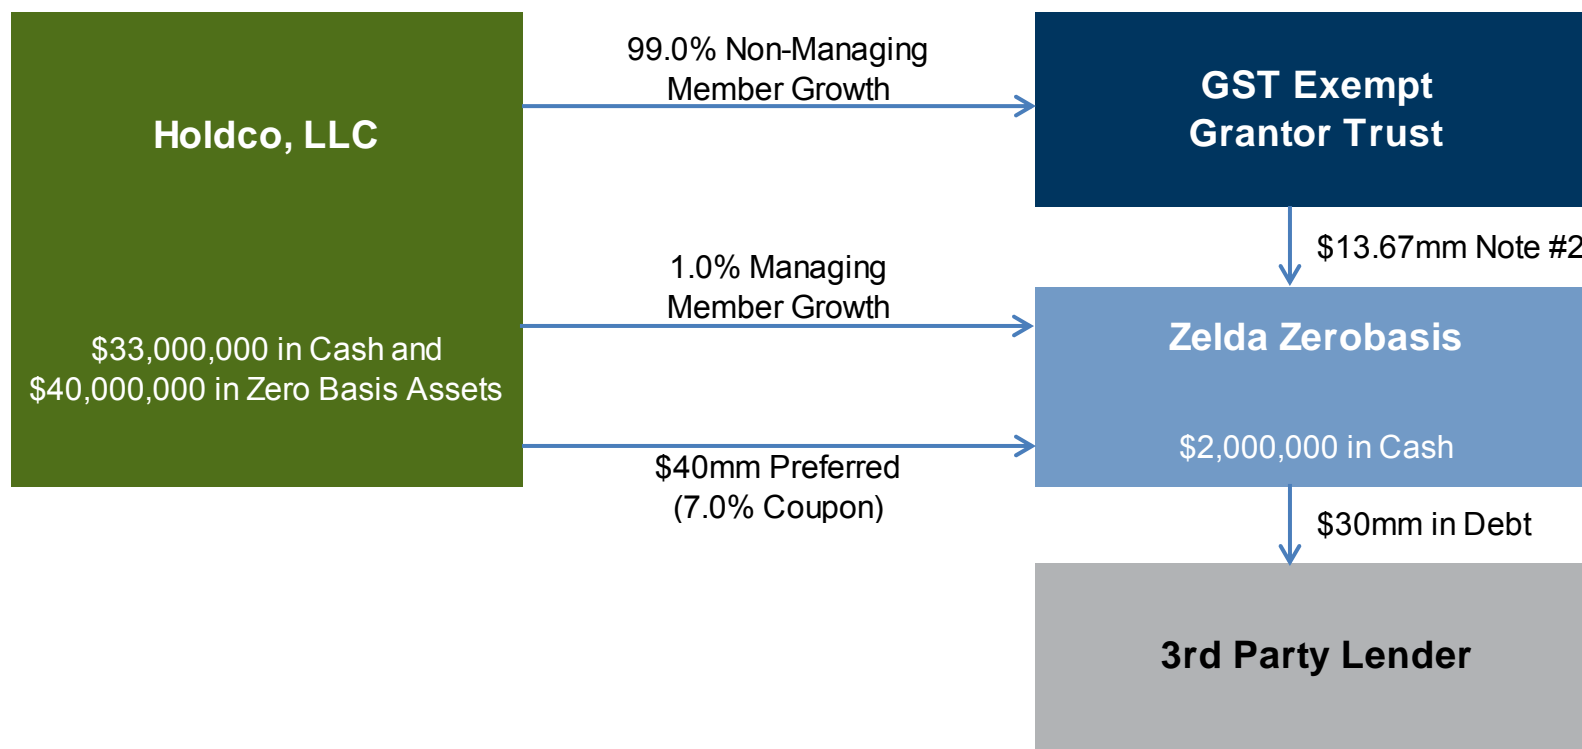 99.0% Non-Managing
Member Growth
GST Exempt
Grantor Trust
Holdco, LLC
$13.67mm Note #2
1.0% Managing
Member Growth
$33,000,000 in Cash and
$40,000,000 in Zero Basis Assets
Zelda Zerobasis
$2,000,000 in Cash
$40mm Preferred
(7.0% Coupon)
$30mm in Debt
3rd Party Lender